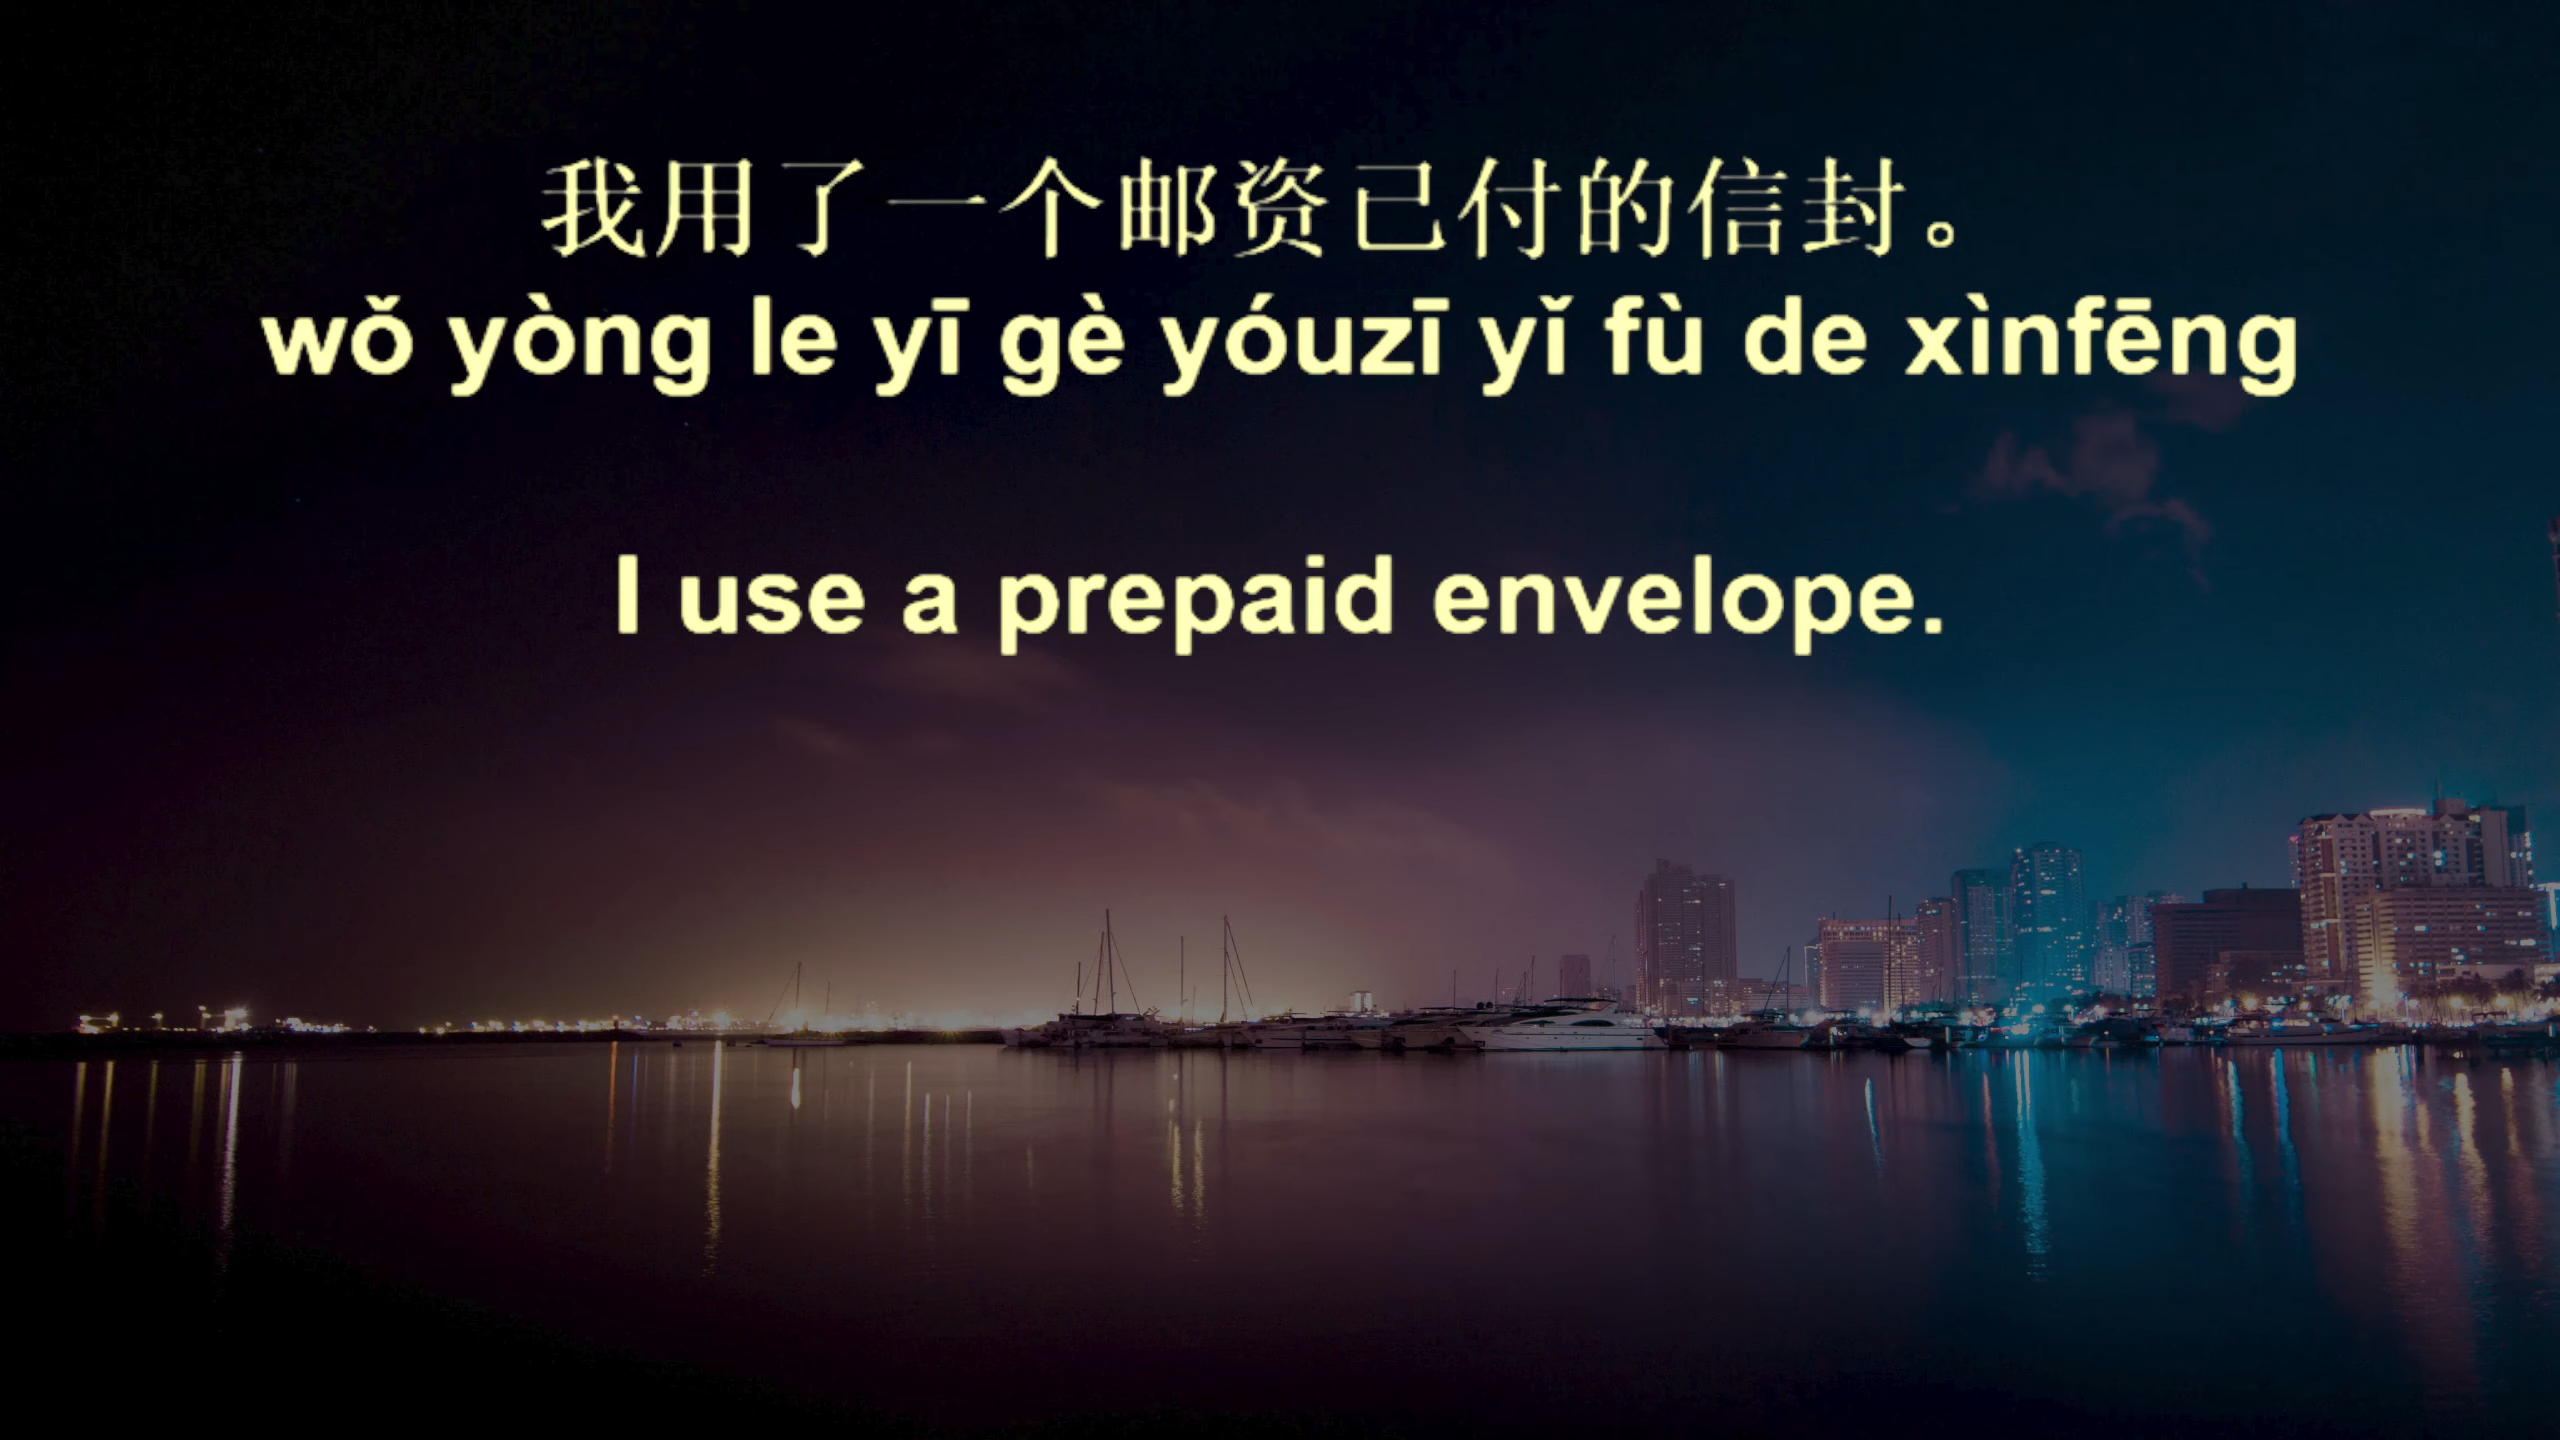 我用了一个邮资已付的信封。
wǒ yòng le yī gè yóuzī yǐ fù de xìnfēng
I use a prepaid envelope.